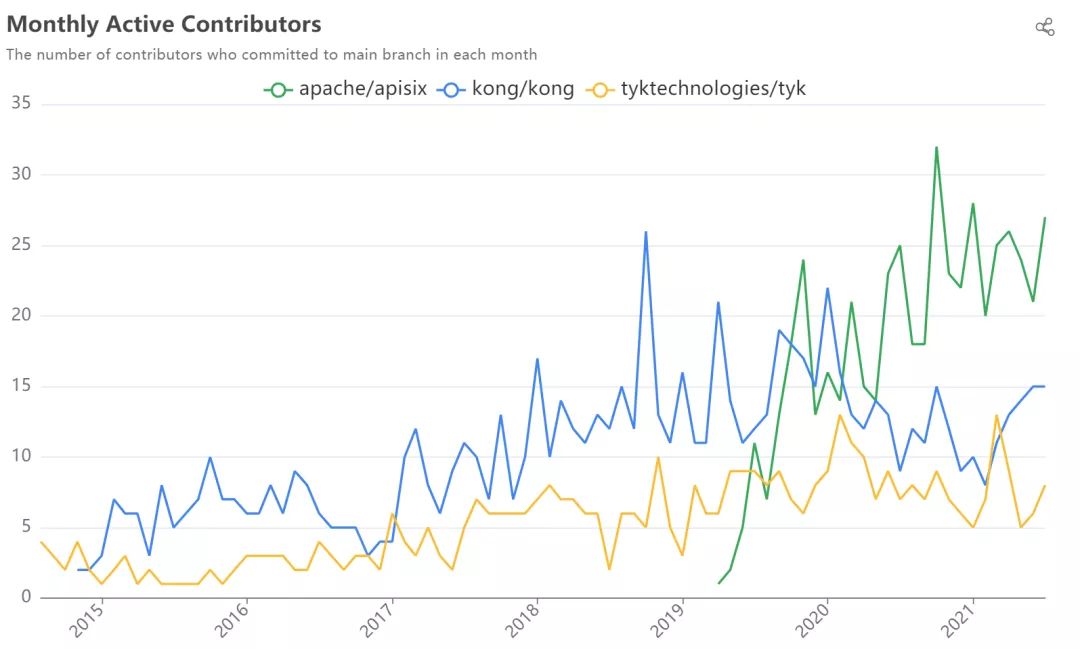 Monthly Active Contributors
The number of contributors who committed to main branch in each month
apache/apisix kong/kong tyktechnologies/tyk
35
30
25
20
15
10
5
0
2015 2016 2017 2018 2019 2020 2021